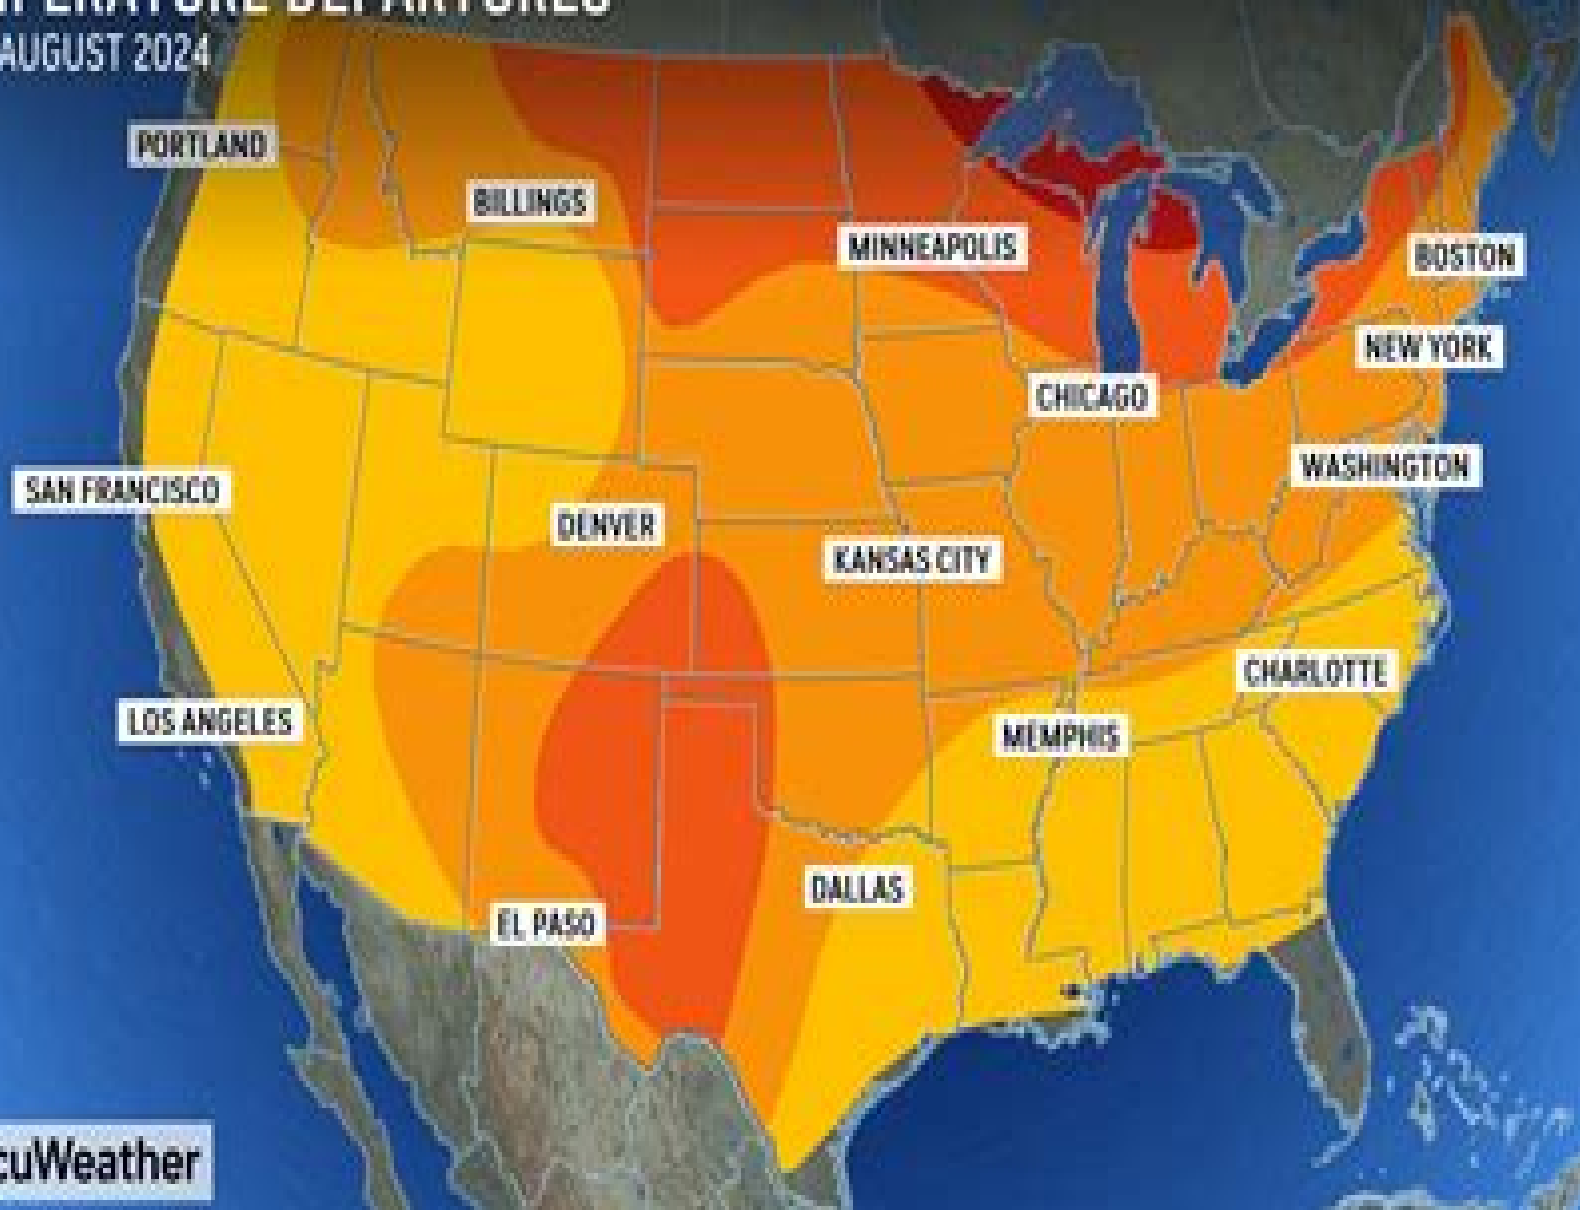 AUGUST 2024
PORTLAND
BILLINGS
MINNEAPOLIS
BOSTON
NEW YORK
CHICAGO
WASHINGTON
SAN FRANCISCO
DENVER
KANSAS CITY
CHARLOTTE
LOS ANGELES
MEMPHIS
DALLAS
EL PASO
cuWeather